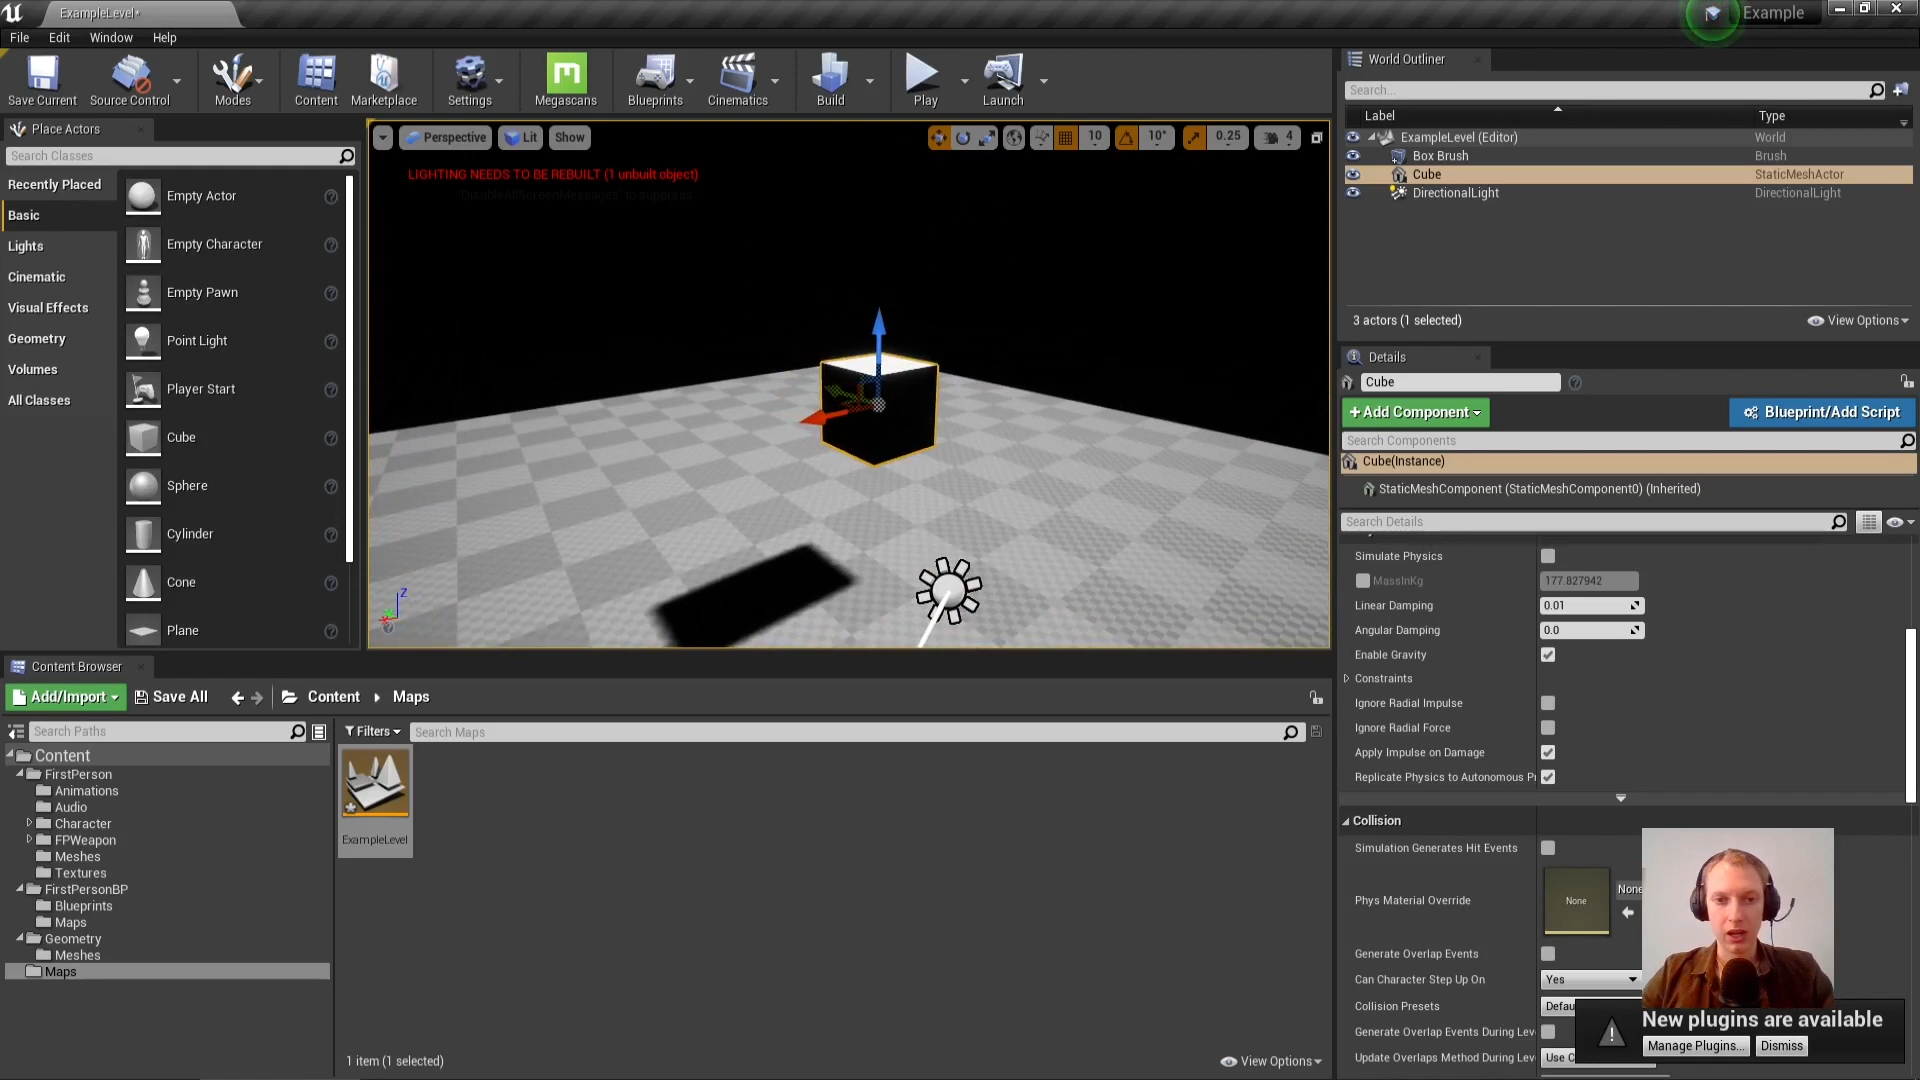 ExampleLevel*
Example
File Edit Window Help
Save Current
Source Control
Modes
Content
Marketplace
Settings
Megascans
Blueprints
Cinematics
Build
Play
Launch
Place Actors
Search Classes
Recently Placed
Basic
Lights
Cinematic
Visual Effects
Geometry
Volumes
All Classes
Empty Actor
Empty Character
Empty Pawn
Point Light
Player Start
Cube
Sphere
Cylinder
Cone
Plane
Perspective Lit Show
10 10° 0.25 4
LIGHTING NEEDS TO BE REBUILT (1 unbuilt object)
'DisableAllScreenMessages' to suppress
Z
World Outliner
Search...
Label Type
ExampleLevel (Editor) World
Box Brush Brush
Cube StaticMeshActor
DirectionalLight DirectionalLight
3 actors (1 selected) View Options
Details
Cube
+Add Component Blueprint/Add Script
Search Components
Cube(Instance)
StaticMeshComponent (StaticMeshComponent0) (Inherited)
Search Details
Simulate Physics
MassInKg 177.827942
Linear Damping 0.01
Angular Damping 0.0
Enable Gravity
Constraints
Ignore Radial Impulse
Ignore Radial Force
Apply Impulse on Damage
Replicate Physics to Autonomous Pr
Collision
Simulation Generates Hit Events
Phys Material Override None None
Generate Overlap Events
Can Character Step Up On Yes
Collision Presets Defau
Generate Overlap Events During Leve
Update Overlaps Method During Leve Use C
New plugins are available
Manage Plugins... Dismiss
Content Browser
Add/Import Save All Content Maps
Search Paths
Filters Search Maps
Content
FirstPerson
Animations
Audio
Character
FPWeapon
Meshes
Textures
FirstPersonBP
Blueprints
Maps
Geometry
Meshes
Maps
ExampleLevel
1 item (1 selected) View Options